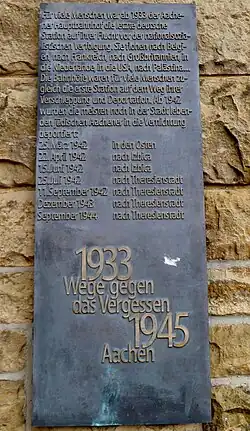 Für viele Menschen war ab 1933 der Aache-
ner Hauptbahnhof die letzte deutsche
Station auf ihrer Flucht vor der nationalso-
zialistischen Verfolgung. Sie flohen nach Belgi-
en, nach Frankreich, nach Großbritannien, in
die Niederlande, in die USA, nach Palästina....
Die Bahnhöfe waren für viele Menschen zu-
gleich die erste Station auf dem Weg ihrer
Verschleppung und Deportation. Ab 1942
wurden die meisten noch in der Stadt leben-
den jüdischen Aachener in die Vernichtung
deportiert:
25. März 1942 in den Osten
22. April 1942 nach Izbica
15. Juni 1942 nach Izbica
25. Juli 1942 nach Theresienstadt
11. September 1942 nach Theresienstadt
Dezember 1943 nach Theresienstadt
September 1944 nach Theresienstadt
1933
Wege gegen
das Vergessen
1945
Aachen